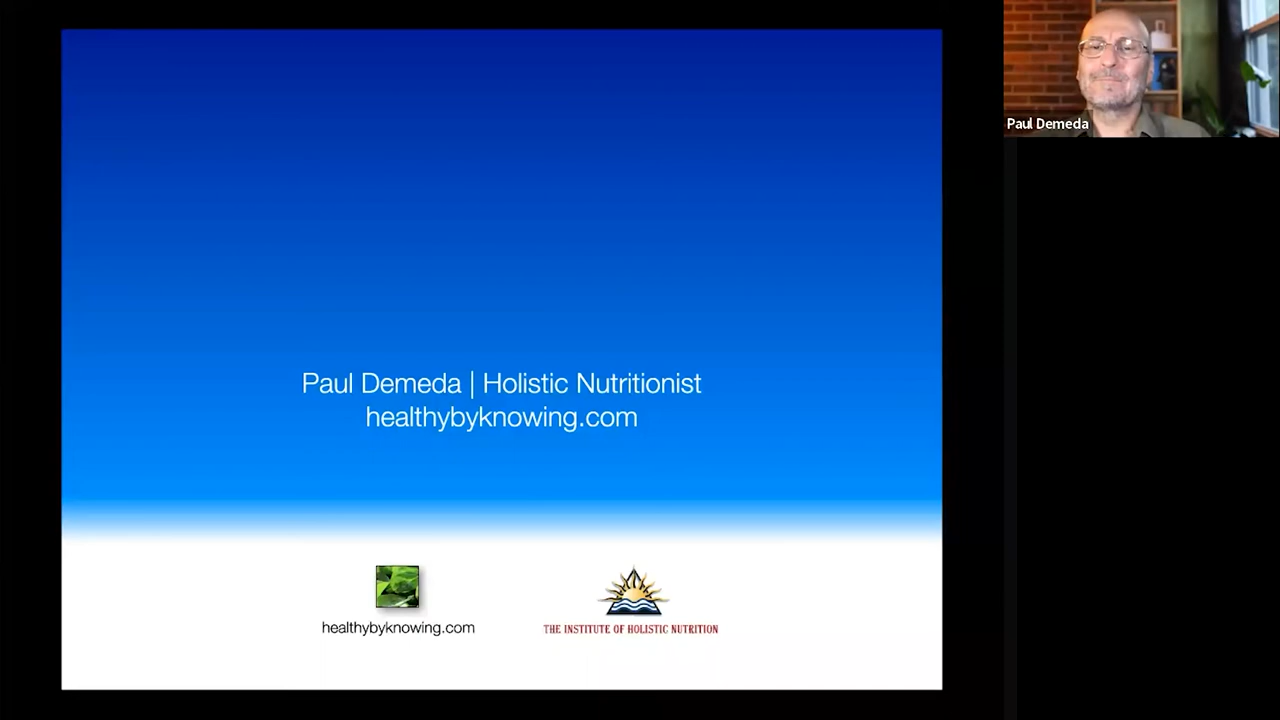 Paul Demeda
Paul Demeda | Holistic Nutritionist
healthybyknowing.com
healthybyknowing.com
THE INSTITUTE OF HOLISTIC NUTRITION